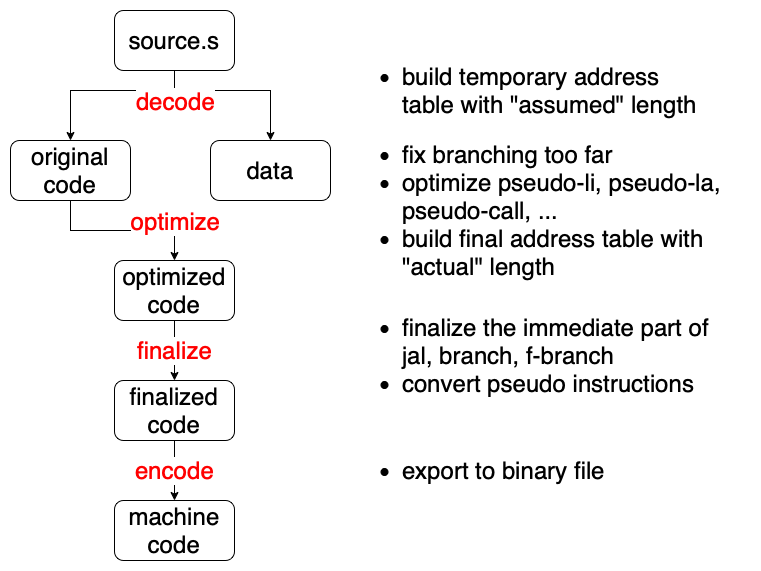 source.s
decode
original
code
data
optimize
optimized
code
finalize
finalized
code
encode
machine
code
• build temporary address
table with "assumed" length
• fix branching too far
• optimize pseudo-li, pseudo-la,
pseudo-call, ...
• build final address table with
"actual" length
• finalize the immediate part of
jal, branch, f-branch
• convert pseudo instructions
• export to binary file